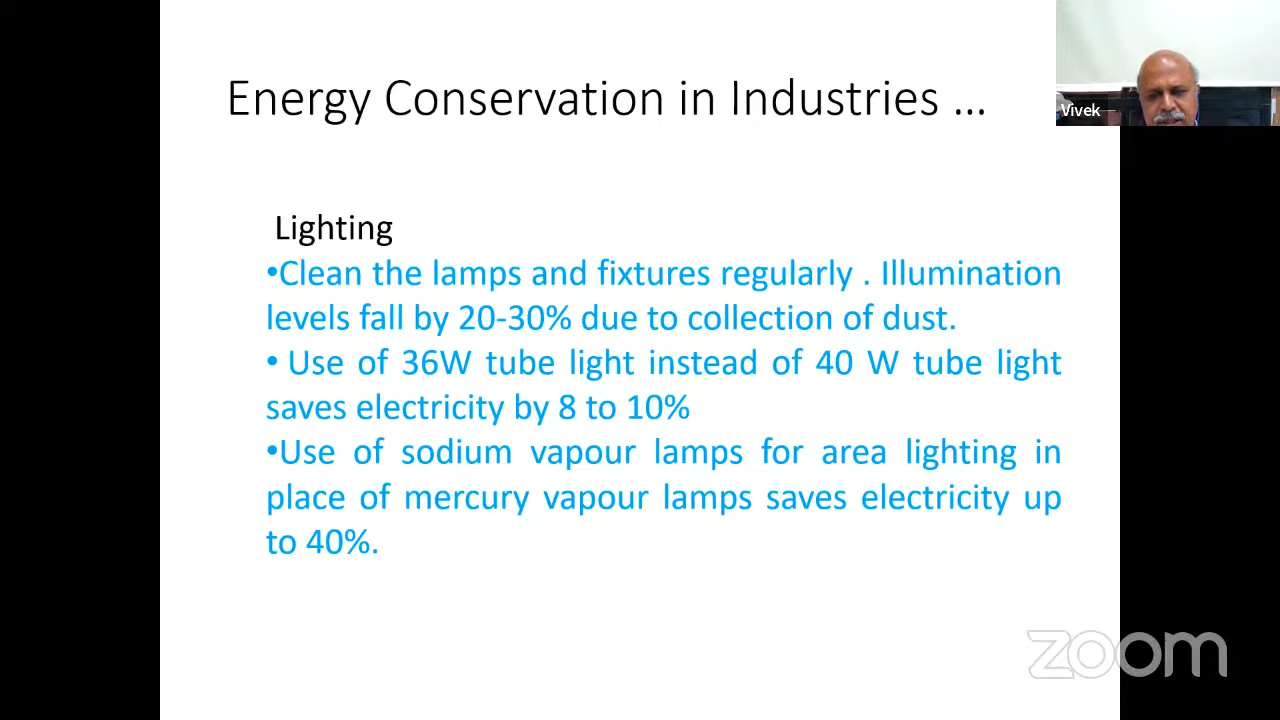 Energy Conservation in Industries ...
Vivek
Lighting
•Clean the lamps and fixtures regularly . Illumination
levels fall by 20-30% due to collection of dust.
• Use of 36W tube light instead of 40 W tube light
saves electricity by 8 to 10%
•Use of sodium vapour lamps for area lighting in
place of mercury vapour lamps saves electricity up
to 40%.
zoom